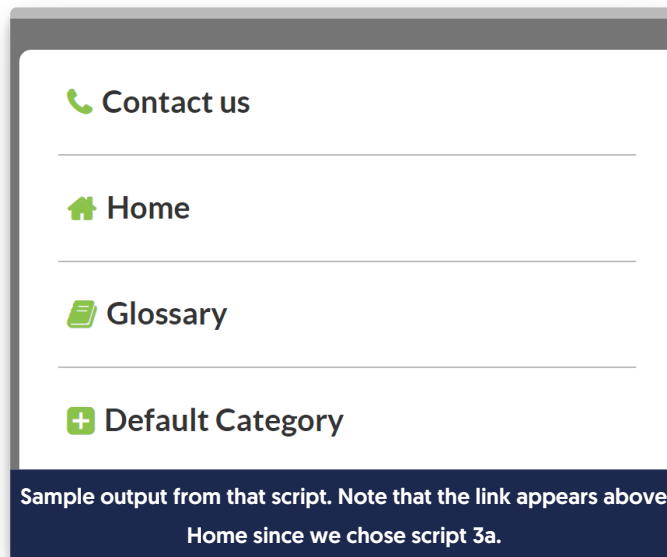 Contact us
Home
Glossary
Default Category
Sample output from that script. Note that the link appears above
Home since we chose script 3a.